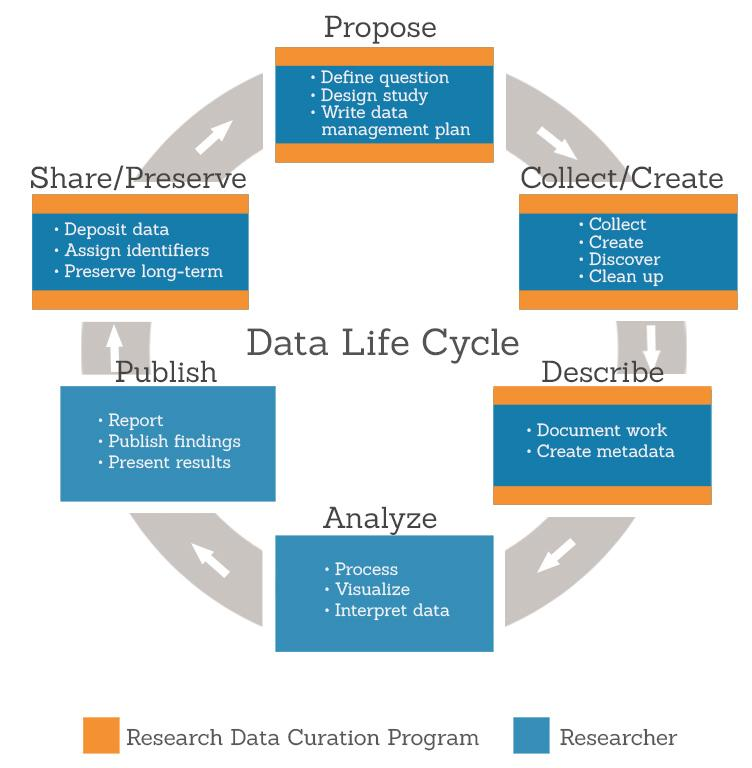 Propose
• Define question
• Design study
• Write data
management plan
Share/Preserve
• Deposit data
• Assign identifiers
• Preserve long-term
Collect/Create
• Collect
• Create
• Discover
• Clean up
Data Life Cycle
Publish
• Report
• Publish findings
• Present results
Describe
• Document work
• Create metadata
Analyze
• Process
• Visualize
• Interpret data
Research Data Curation Program
Researcher